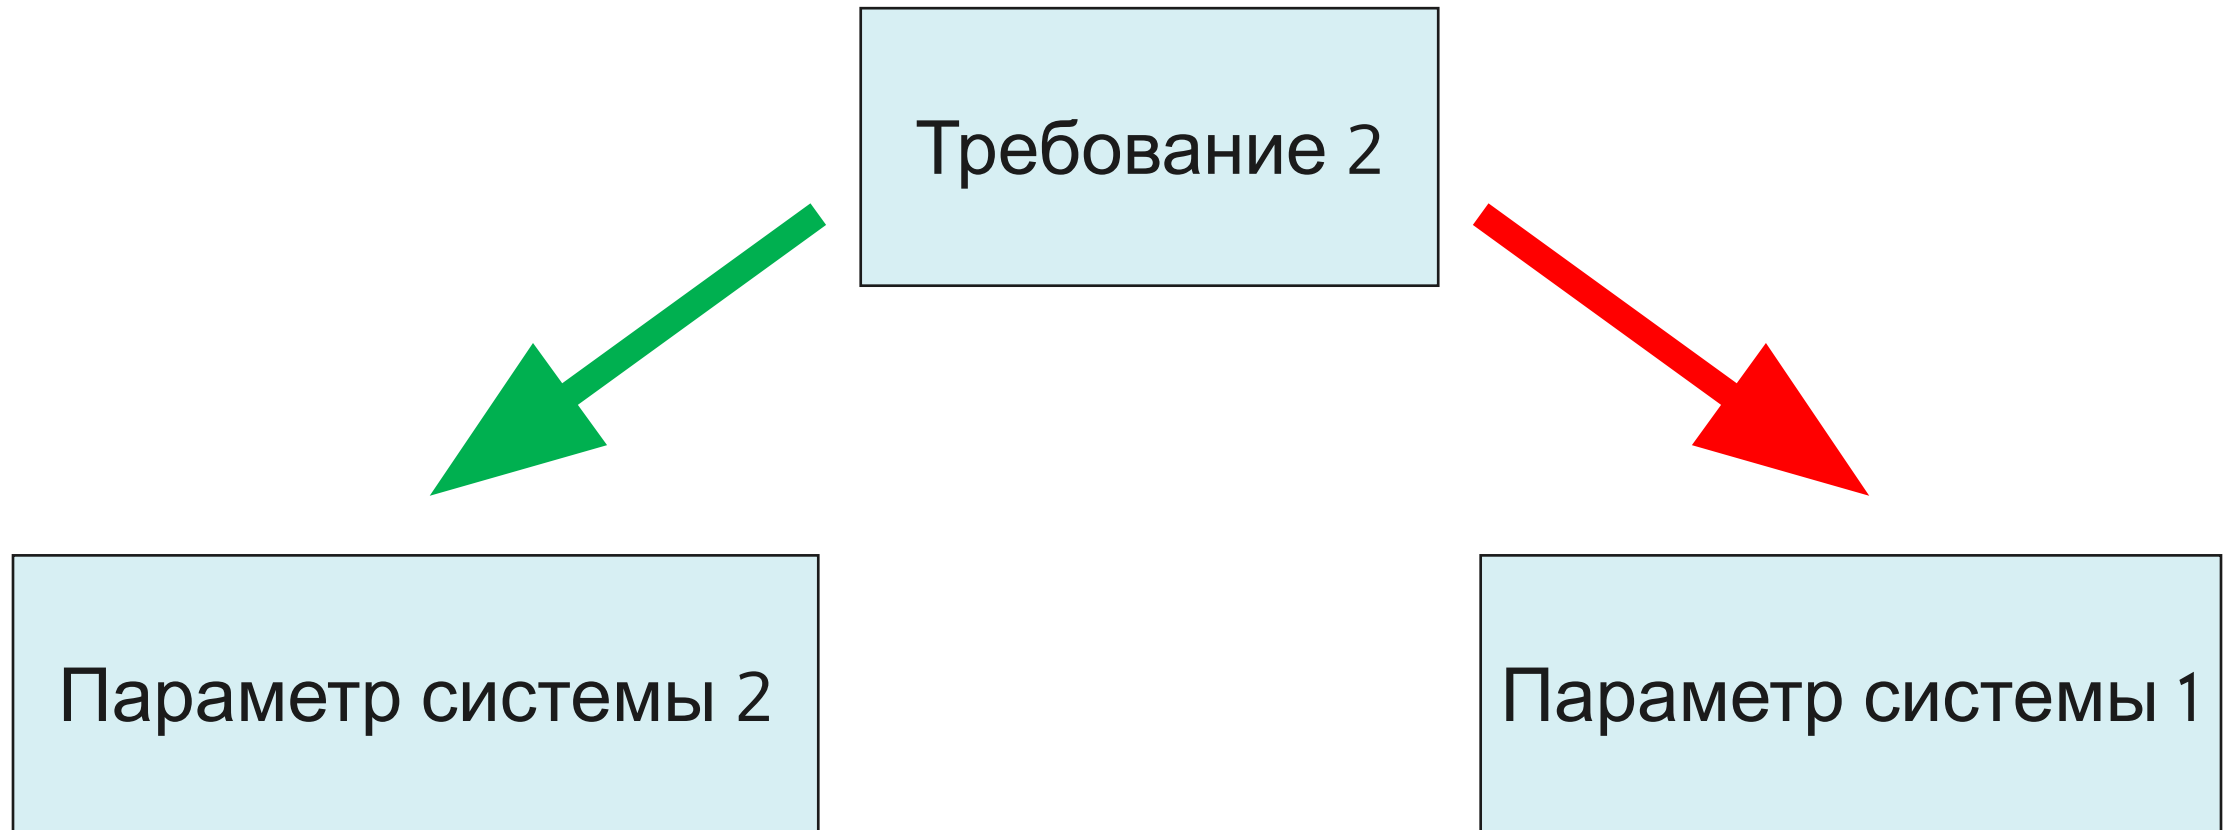 Требование 2
Параметр системы 2
Параметр системы 1